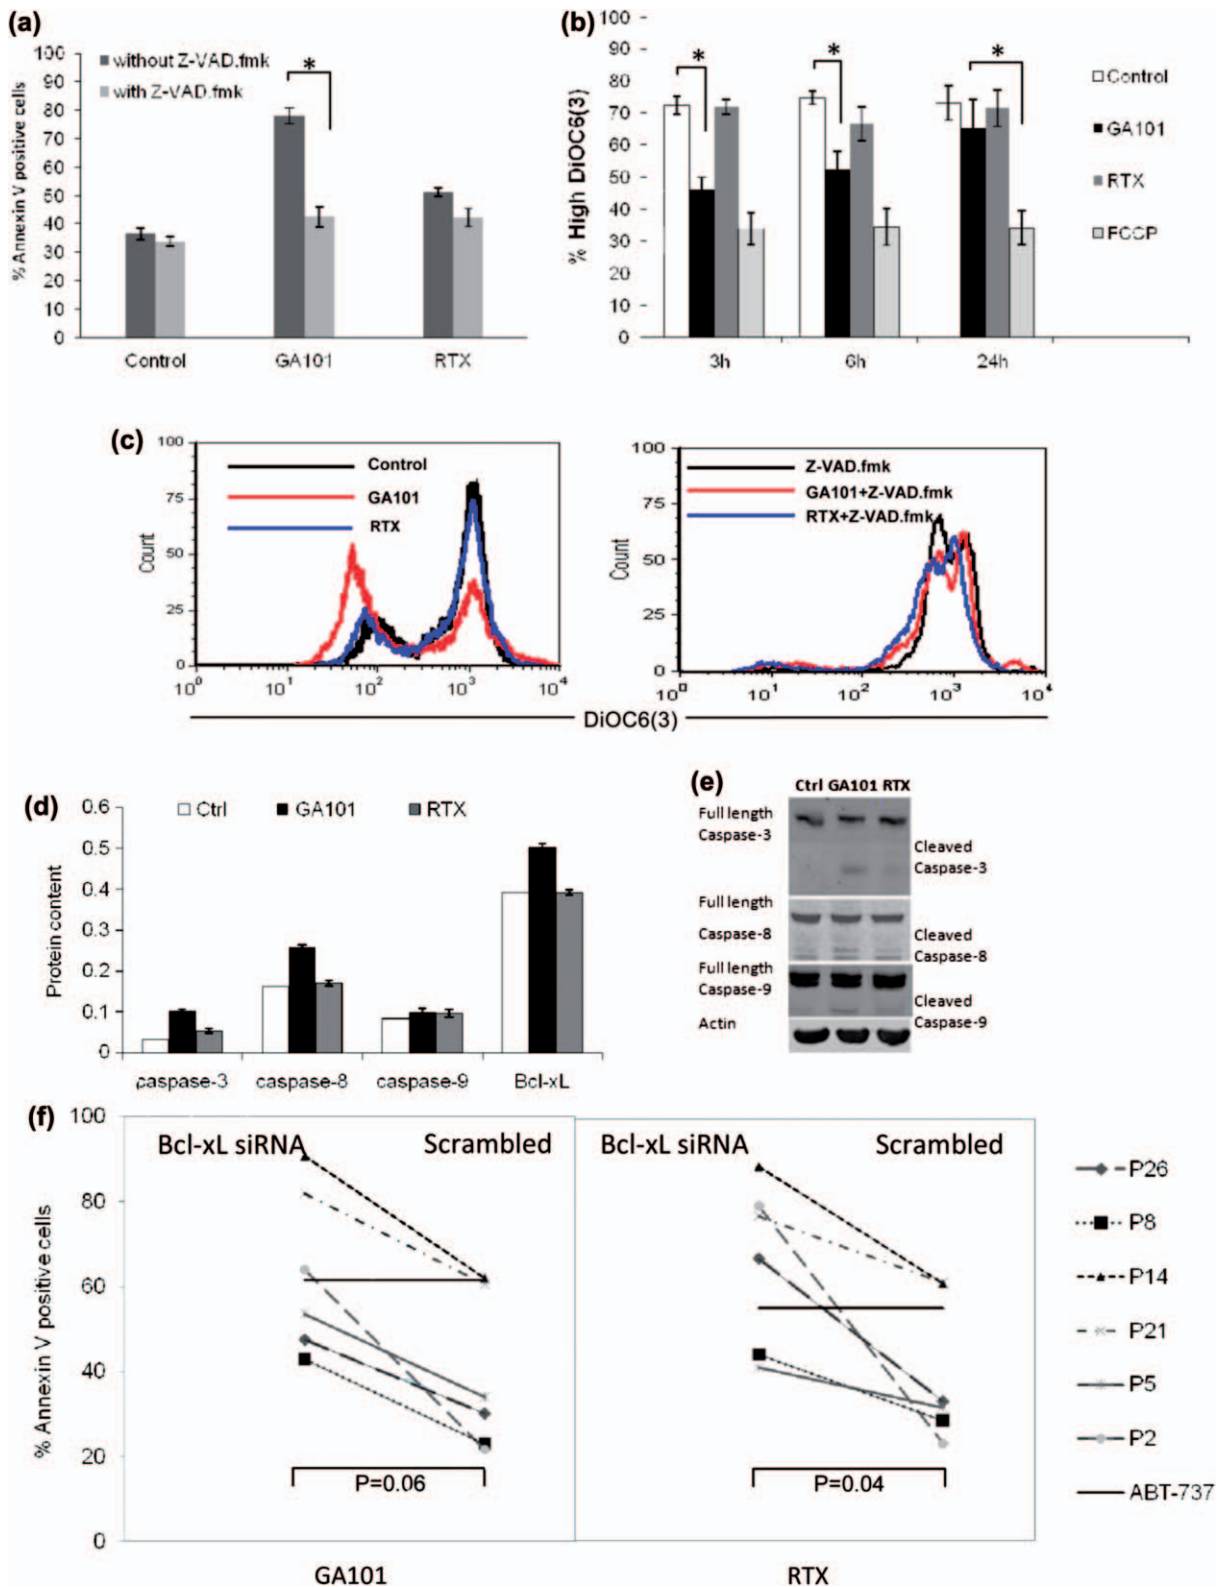 (a)
% Annexin V positive cells
100
90
80
70
60
50
40
30
20
10
0
without Z-VAD.fmk
with Z-VAD.fmk
*
Control GA101 RTX
(b)
% High DiOC6(3)
100
90
80
70
60
50
40
30
20
10
0
* * *
Control
GA101
RTX
FCCP
3h 6h 24h
(c)
Count
100
75
50
25
0
Control
GA101
RTX
10^0 10^1 10^2 10^3 10^4
Count
100
75
50
25
0
Z-VAD.fmk
GA101+Z-VAD.fmk
RTX+Z-VAD.fmk
10^0 10^1 10^2 10^3 10^4
DiOC6(3)
(d)
Protein content
0.6
0.5
0.4
0.3
0.2
0.1
0
Ctrl GA101 RTX
caspase-3 caspase-8 caspase-9 Bcl-xL
(e)
Ctrl GA101 RTX
Full length
Caspase-3
Cleaved
Caspase-3
Full length
Caspase-8
Cleaved
Caspase-8
Full length
Caspase-9
Cleaved
Caspase-9
Actin
(f)
% Annexin V positive cells
100
80
60
40
20
0
Bcl-xL siRNA Scrambled
P=0.06
GA101
Bcl-xL siRNA Scrambled
P=0.04
RTX
P26
P8
P14
P21
P5
P2
ABT-737